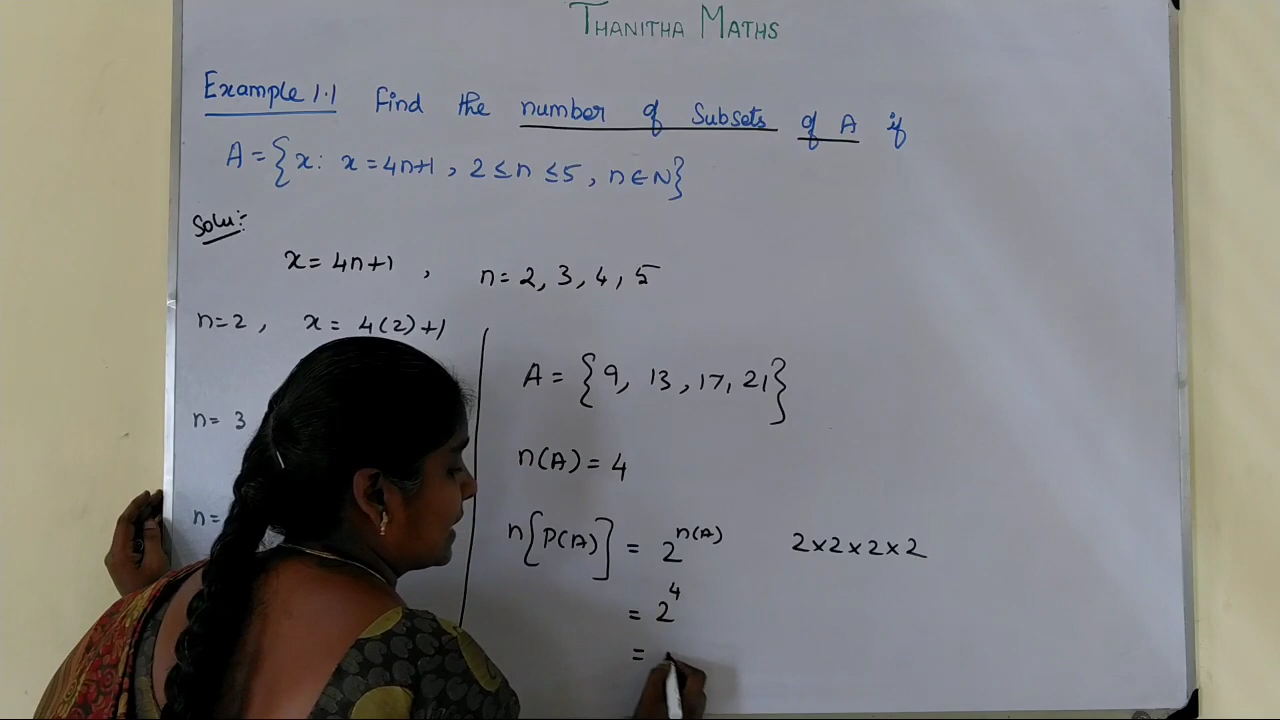 THANITHA MATHS
Example 1.1 Find the number of Subsets of A if
A = {x: x = 4n+1, 2 ≤ n ≤ 5, n ∈ N}
Solu:
x = 4n+1, n = 2, 3, 4, 5
n = 2, x = 4(2)+1
n = 3
n =
A = {9, 13, 17, 21}
n(A) = 4
n[P(A)] = 2^n(A) 2×2×2×2
= 2^4
=